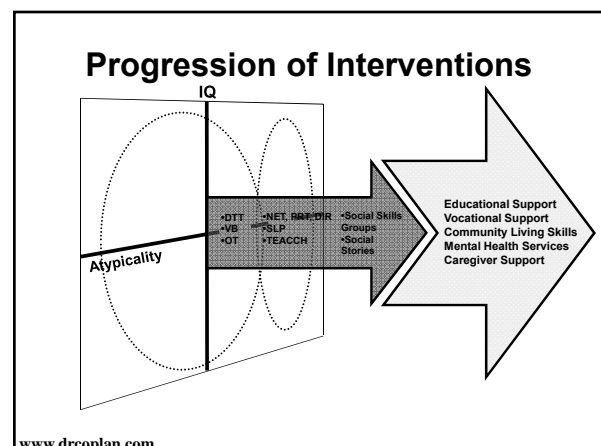 Progression of Interventions
IQ
Atypicality
•DTT
•VB
•OT
•NET, PRT, DIR
•SLP
•TEACCH
•Social Skills
Groups
•Social
Stories
Educational Support
Vocational Support
Community Living Skills
Mental Health Services
Caregiver Support
www.drcoplan.com